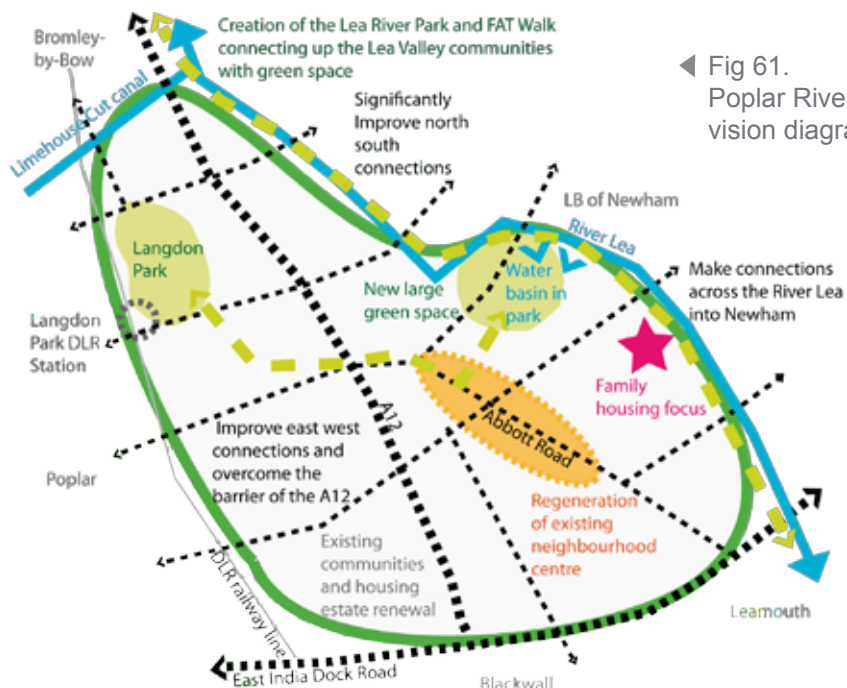 Creation of the Lea River Park and FAT Walk
connecting up the Lea Valley communities
with green space
Bromley-
by-Bow
Fig 61.
Poplar River
vision diagra
Limehouse Cut canal
Significantly
Improve north
south
connections
LB of Newham
River Lea
Langdon
Park
New large
green space
Water
basin in
park
Make connections
across the River Lea
into Newham
Langdon
Park DLR
Station
Family
housing focus
A12
Abbott Road
Improve east west
connections and
overcome the
barrier of the A12
Poplar
Regeneration
of existing
neighbourhood
centre
Existing
communities
and housing
estate renewal
DLR railway line
Leamouth
East India Dock Road
Blackwall